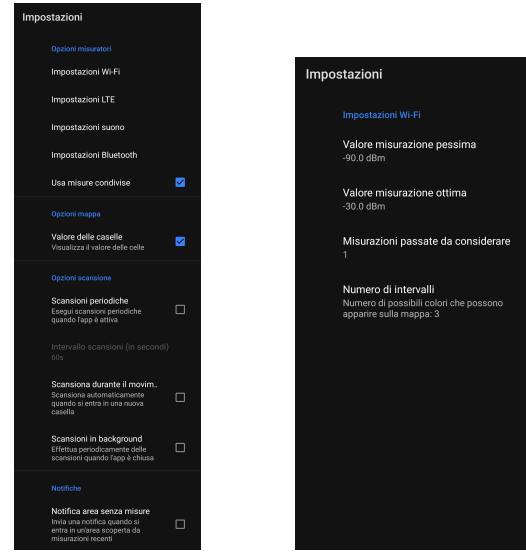 Impostazioni
Opzioni misuratori
Impostazioni Wi-Fi
Impostazioni LTE
Impostazioni suono
Impostazioni Bluetooth
Usa misure condivise
Opzioni mappa
Valore delle caselle
Visualizza il valore delle celle
Opzioni scansione
Scansioni periodiche
Esegui scansioni periodiche
quando l'app è attiva
Intervallo scansioni (in secondi)
60s
Scansiona durante il movim..
Scansiona automaticamente
quando si entra in una nuova
casella
Scansioni in background
Effettua periodicamente delle
scansioni quando l'app è chiusa
Notifiche
Notifica area senza misure
Invia una notifica quando si
entra in un'area scoperta da
misurazioni recenti
Impostazioni
Impostazioni Wi-Fi
Valore misurazione pessima
-90.0 dBm
Valore misurazione ottima
-30.0 dBm
Misurazioni passate da considerare
1
Numero di intervalli
Numero di possibili colori che possono
apparire sulla mappa: 3